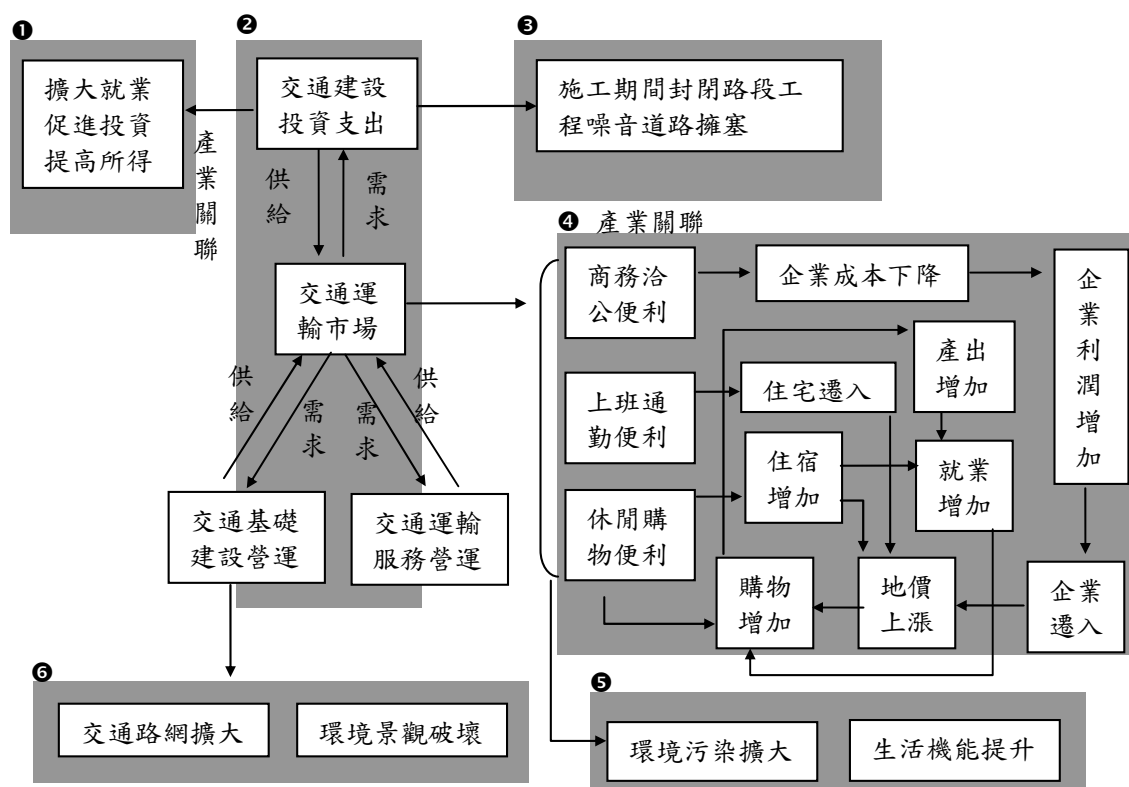 ❶
擴大就業
促進投資
提高所得
產業關聯
❷
交通建設
投資支出
供給
需求
交通運
輸市場
供給
需求
需求
供給
交通基礎
建設營運
交通運輸
服務營運
❸
施工期間封閉路段工
程噪音道路擁塞
❹ 產業關聯
商務洽
公便利
企業成本下降
企業利潤增加
產出
增加
上班通
勤便利
住宅遷入
住宿
增加
就業
增加
休閒購
物便利
購物
增加
地價
上漲
企業
遷入
❺
環境污染擴大
生活機能提升
❻
交通路網擴大
環境景觀破壞